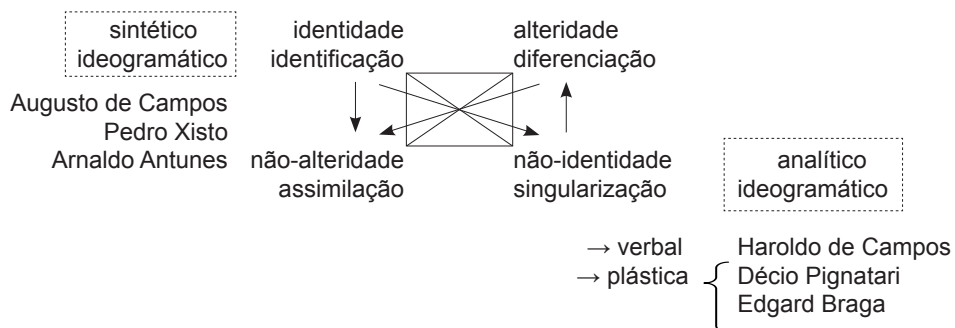 sintético
ideogramático
identidade
identificação
alteridade
diferenciação
Augusto de Campos
Pedro Xisto
Arnaldo Antunes
não-alteridade
assimilação
não-identidade
singularização
analítico
ideogramático
→ verbal
→ plástica
Haroldo de Campos
Décio Pignatari
Edgard Braga